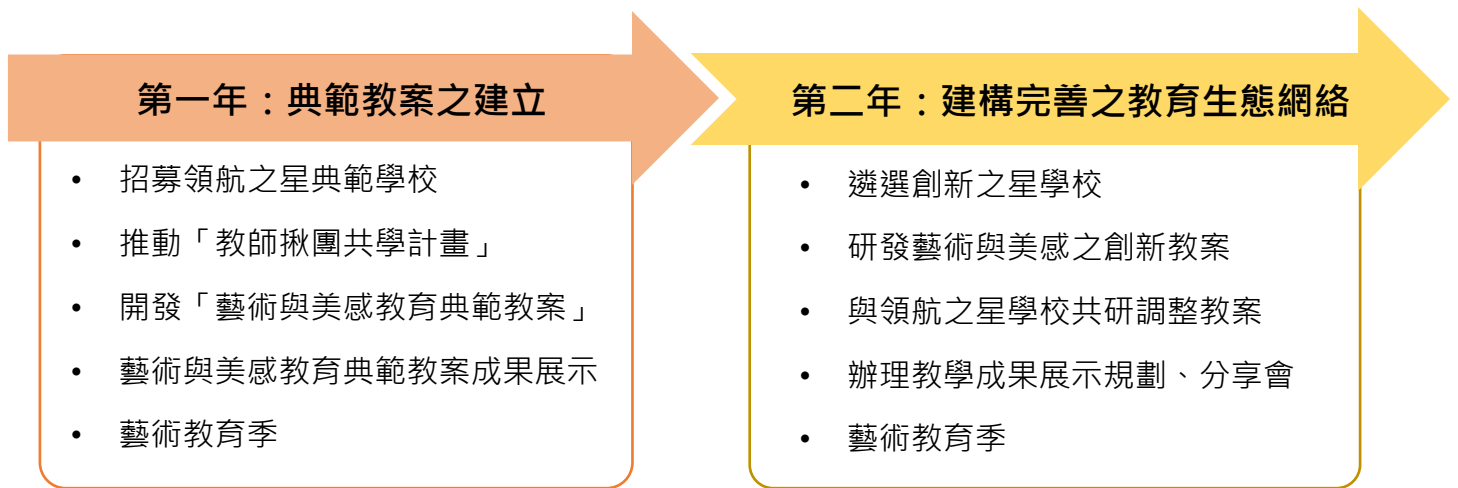 第一年：典範教案之建立
• 招募領航之星典範學校
• 推動「教師揪團共學計畫」
• 開發「藝術與美感教育典範教案」
• 藝術與美感教育典範教案成果展示
• 藝術教育季
第二年：建構完善之教育生態網絡
• 遴選創新之星學校
• 研發藝術與美感之創新教案
• 與領航之星學校共研調整教案
• 辦理教學成果展示規劃、分享會
• 藝術教育季